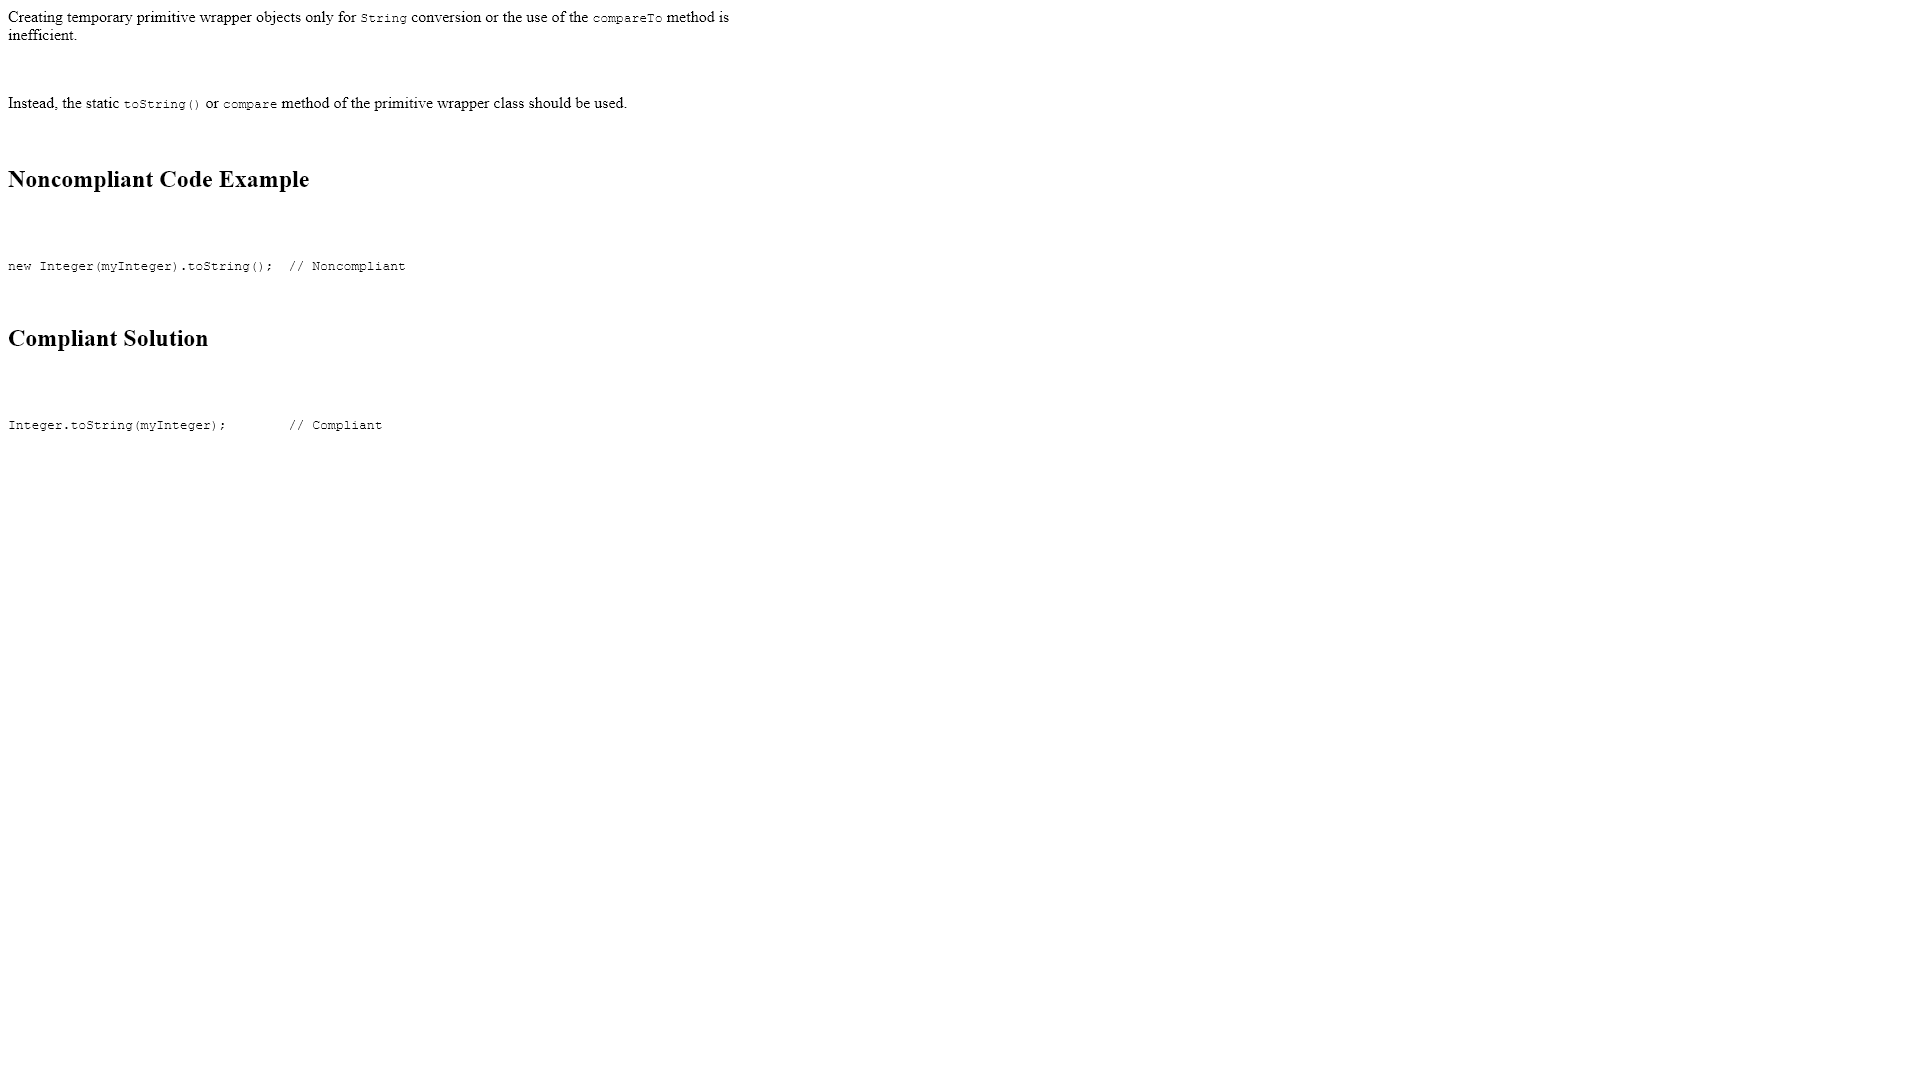 Creating temporary primitive wrapper objects only for String conversion or the use of the compareTo method is
inefficient.
Instead, the static toString() or compare method of the primitive wrapper class should be used.
Noncompliant Code Example
new Integer(myInteger).toString();  // Noncompliant
Compliant Solution
Integer.toString(myInteger);        // Compliant